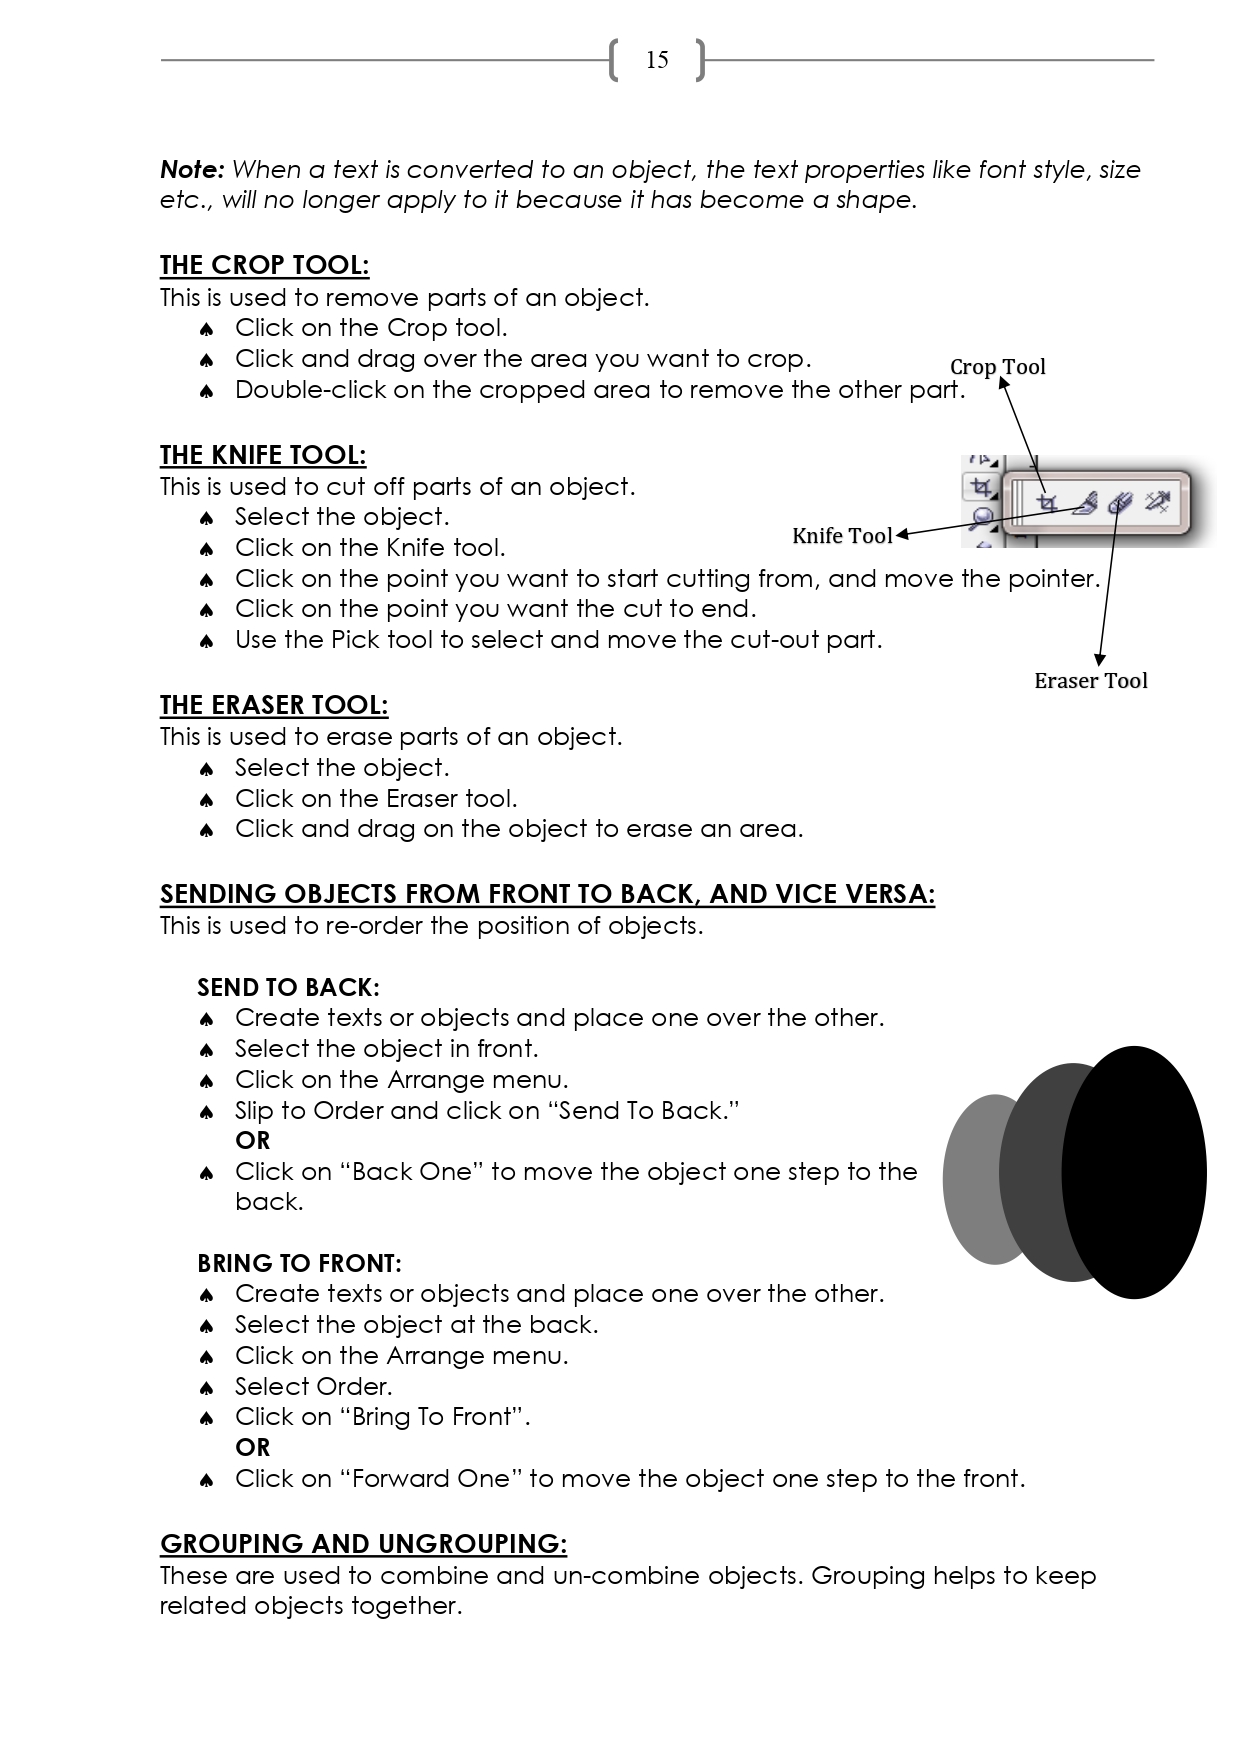 15
Note: When a text is converted to an object, the text properties like font style, size
etc., will no longer apply to it because it has become a shape.
THE CROP TOOL:
This is used to remove parts of an object.
♠ Click on the Crop tool.
♠ Click and drag over the area you want to crop.
Crop Tool
♠ Double-click on the cropped area to remove the other part.
THE KNIFE TOOL:
This is used to cut off parts of an object.
♠ Select the object.
Knife Tool
♠ Click on the Knife tool.
♠ Click on the point you want to start cutting from, and move the pointer.
♠ Click on the point you want the cut to end.
♠ Use the Pick tool to select and move the cut-out part.
Eraser Tool
THE ERASER TOOL:
This is used to erase parts of an object.
♠ Select the object.
♠ Click on the Eraser tool.
♠ Click and drag on the object to erase an area.
SENDING OBJECTS FROM FRONT TO BACK, AND VICE VERSA:
This is used to re-order the position of objects.
SEND TO BACK:
♠ Create texts or objects and place one over the other.
♠ Select the object in front.
♠ Click on the Arrange menu.
♠ Slip to Order and click on “Send To Back.”
OR
♠ Click on “Back One” to move the object one step to the
back.
BRING TO FRONT:
♠ Create texts or objects and place one over the other.
♠ Select the object at the back.
♠ Click on the Arrange menu.
♠ Select Order.
♠ Click on “Bring To Front”.
OR
♠ Click on “Forward One” to move the object one step to the front.
GROUPING AND UNGROUPING:
These are used to combine and un-combine objects. Grouping helps to keep
related objects together.